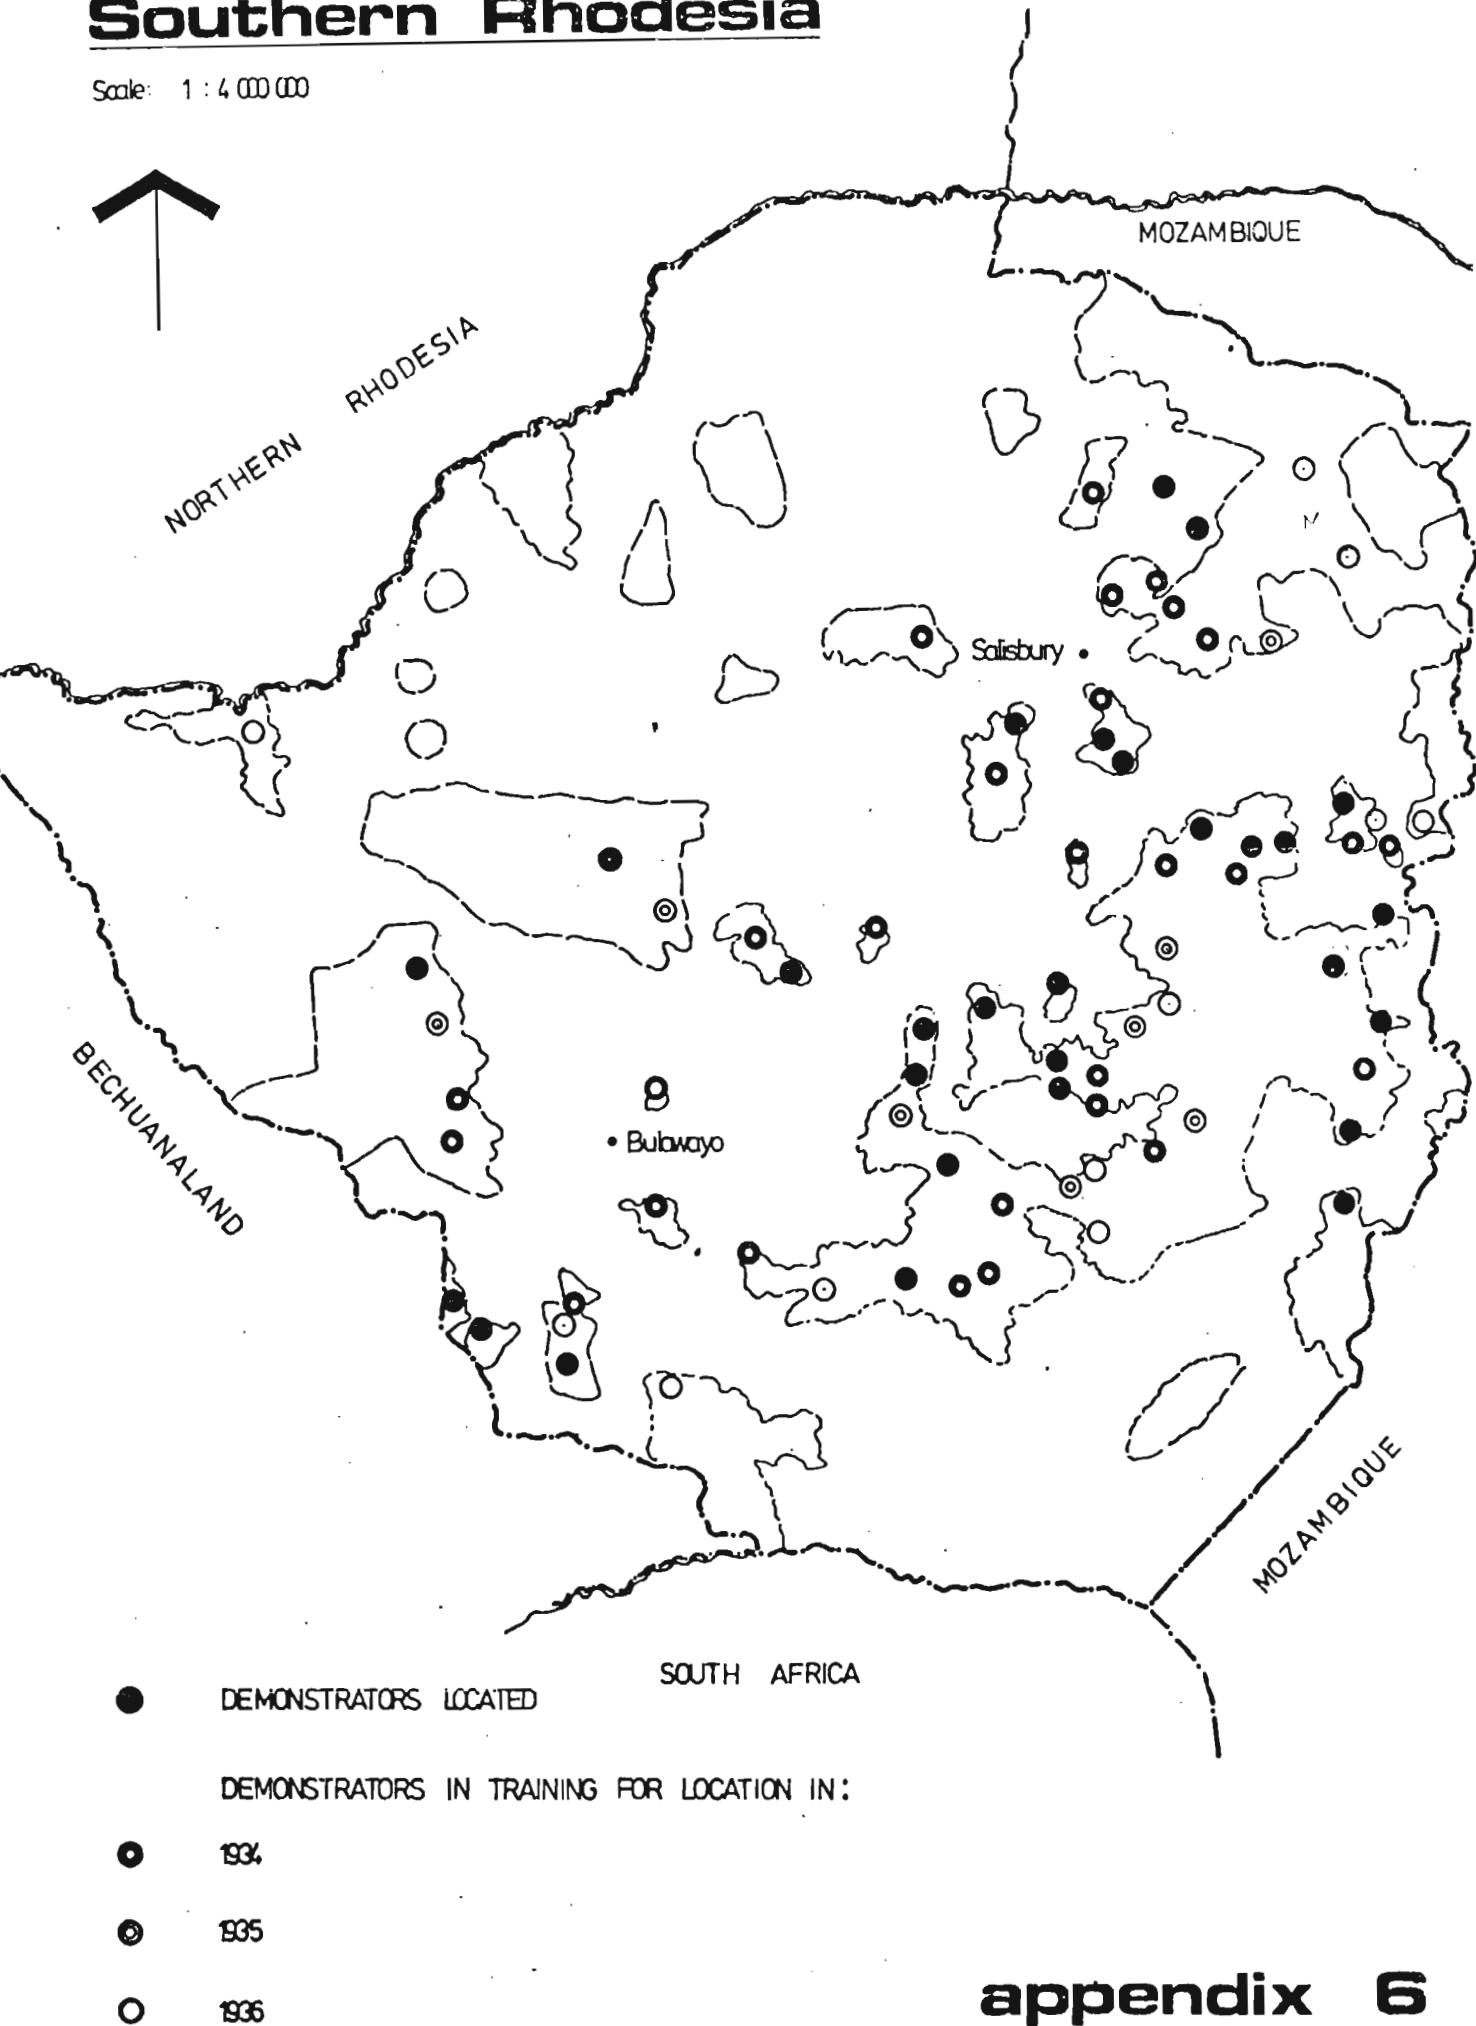 Southern Rhodesia
Scale: 1 : 4 000 000
MOZAMBIQUE
NORTHERN RHODESIA
Salisbury
BECHUANALAND
Bulawayo
MOZAMBIQUE
SOUTH AFRICA
DEMONSTRATORS LOCATED
DEMONSTRATORS IN TRAINING FOR LOCATION IN:
1934
1935
1936
appendix 6